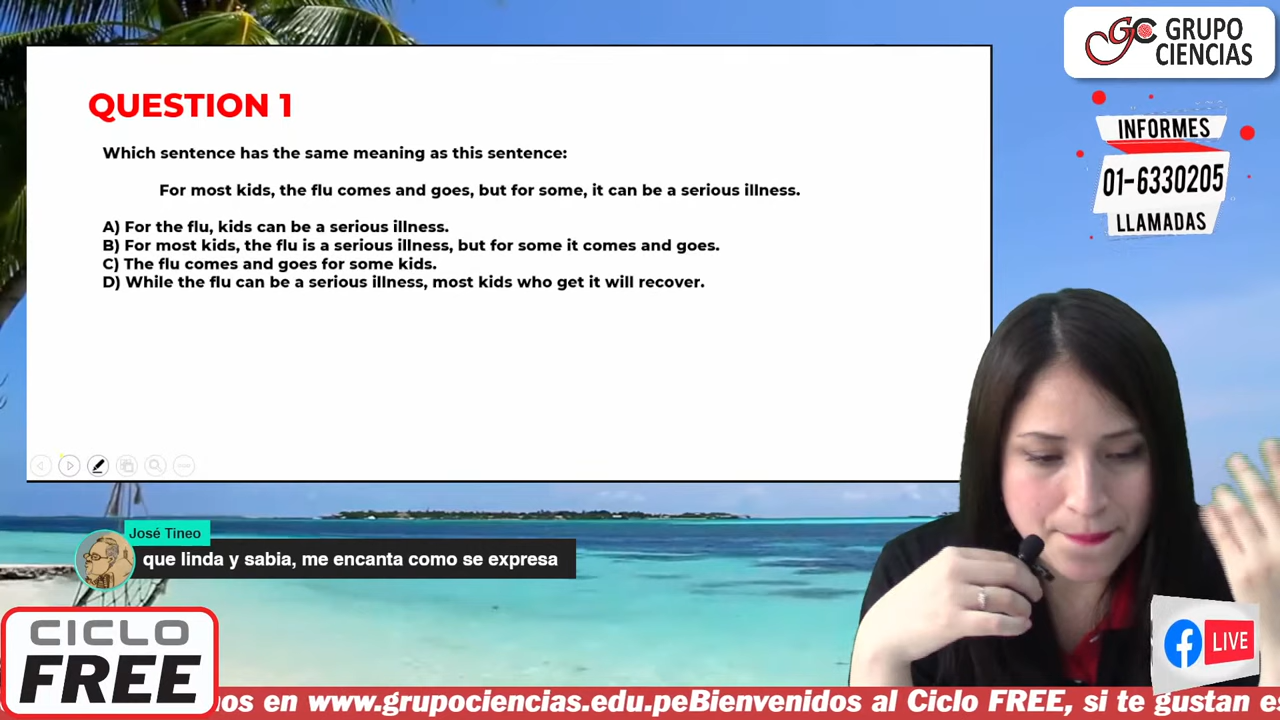 GRUPO
CIENCIAS
QUESTION 1
INFORMES
Which sentence has the same meaning as this sentence:
01-6330205
For most kids, the flu comes and goes, but for some, it can be a serious illness.
LLAMADAS
A) For the flu, kids can be a serious illness.
B) For most kids, the flu is a serious illness, but for some it comes and goes.
C) The flu comes and goes for some kids.
D) While the flu can be a serious illness, most kids who get it will recover.
José Tineo
que linda y sabia, me encanta como se expresa
CICLO
FREE
LIVE
nos en www.grupociencias.edu.peBienvenidos al Ciclo FREE, si te gustan es